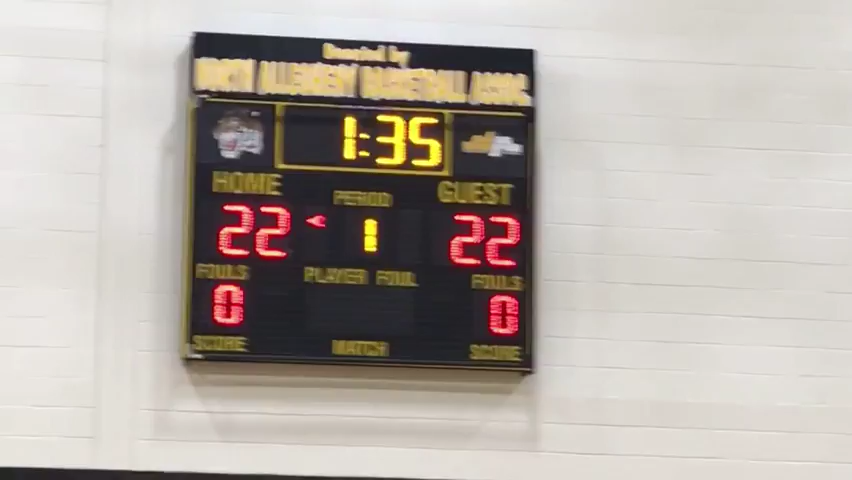 Donated by
NORTH ALLEGHENY BASKETBALL ASSOC.
1:35
HOME PERIOD GUEST
22 1 22
FOULS PLAYER FOUL FOULS
0 0
SCORE MATCH SCORE